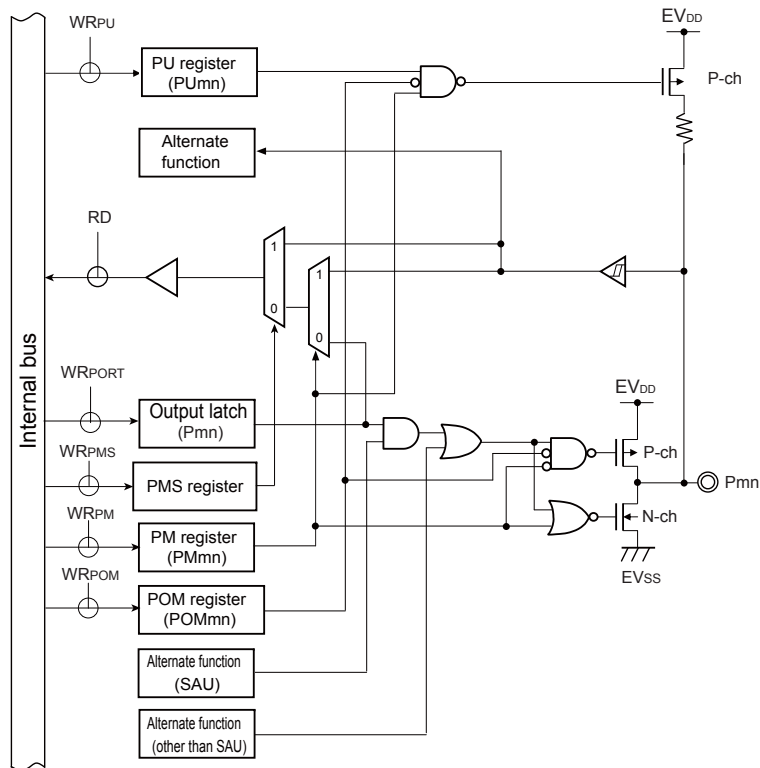 WRPU
EVDD
PU register
(PUmn)
P-ch
Alternate
function
RD
1
0
1
0
Internal bus
WRPORT
Output latch
(Pmn)
EVDD
P-ch
WRPMS
PMS register
Pmn
WRPM
PM register
(PMmn)
N-ch
EVSS
WRPOM
POM register
(POMmn)
Alternate function
(SAU)
Alternate function
(other than SAU)